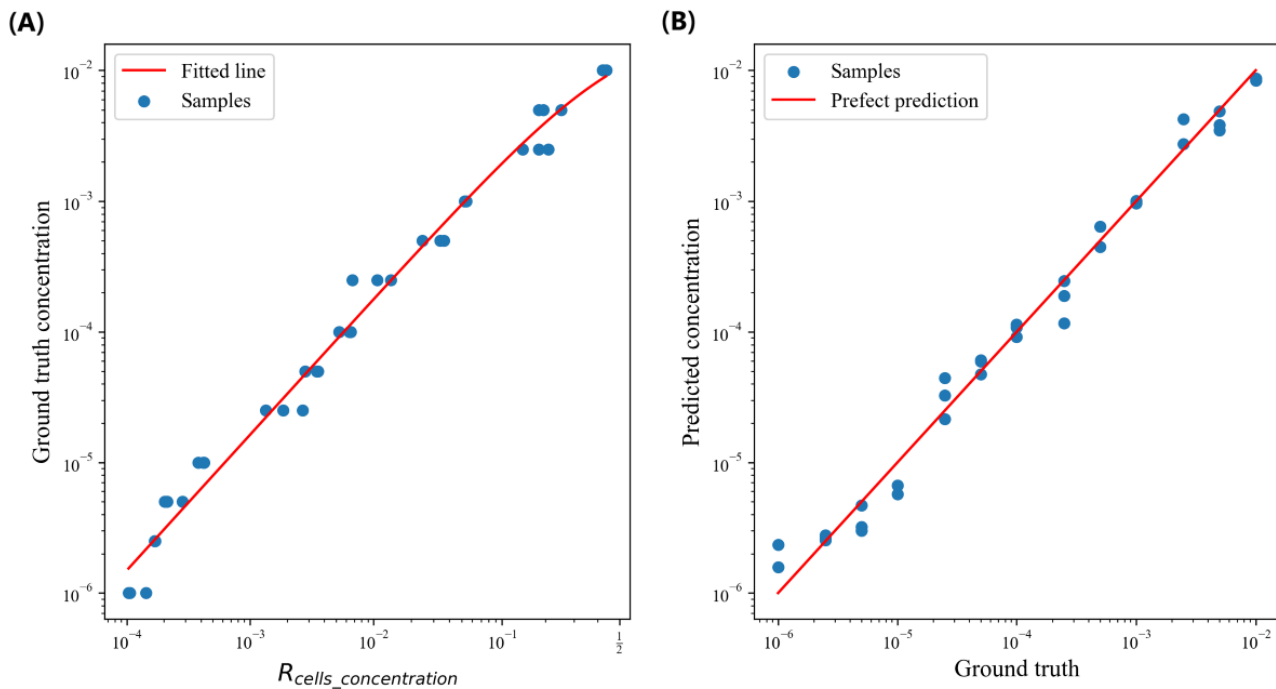 (A)
Fitted line
Samples
Ground truth concentration
10⁻²
10⁻³
10⁻⁴
10⁻⁵
10⁻⁶
10⁻⁴
10⁻³
10⁻²
10⁻¹
1/2
R_cells_concentration
(B)
Samples
Prefect prediction
Predicted concentration
10⁻²
10⁻³
10⁻⁴
10⁻⁵
10⁻⁶
10⁻⁶
10⁻⁵
10⁻⁴
10⁻³
10⁻²
Ground truth